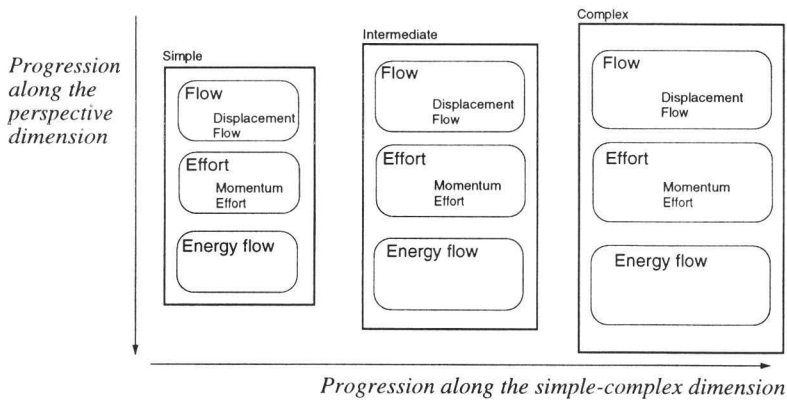 Progression
along the
perspective
dimension
Simple
Flow
Displacement
Flow
Effort
Momentum
Effort
Energy flow
Intermediate
Flow
Displacement
Flow
Effort
Momentum
Effort
Energy flow
Complex
Flow
Displacement
Flow
Effort
Momentum
Effort
Energy flow
Progression along the simple-complex dimension